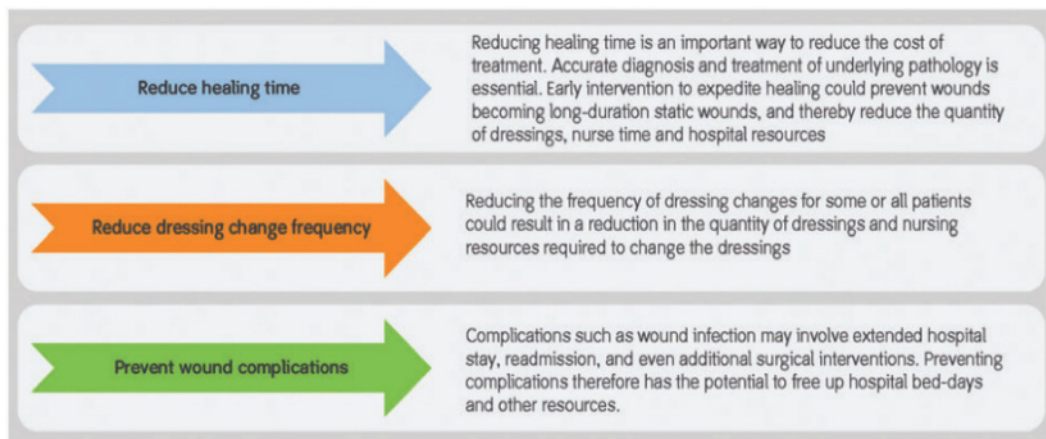 Reduce healing time
Reducing healing time is an important way to reduce the cost of
treatment. Accurate diagnosis and treatment of underlying pathology is
essential. Early intervention to expedite healing could prevent wounds
becoming long-duration static wounds, and thereby reduce the quantity
of dressings, nurse time and hospital resources
Reduce dressing change frequency
Reducing the frequency of dressing changes for some or all patients
could result in a reduction in the quantity of dressings and nursing
resources required to change the dressings
Prevent wound complications
Complications such as wound infection may involve extended hospital
stay, readmission, and even additional surgical interventions. Preventing
complications therefore has the potential to free up hospital bed-days
and other resources.